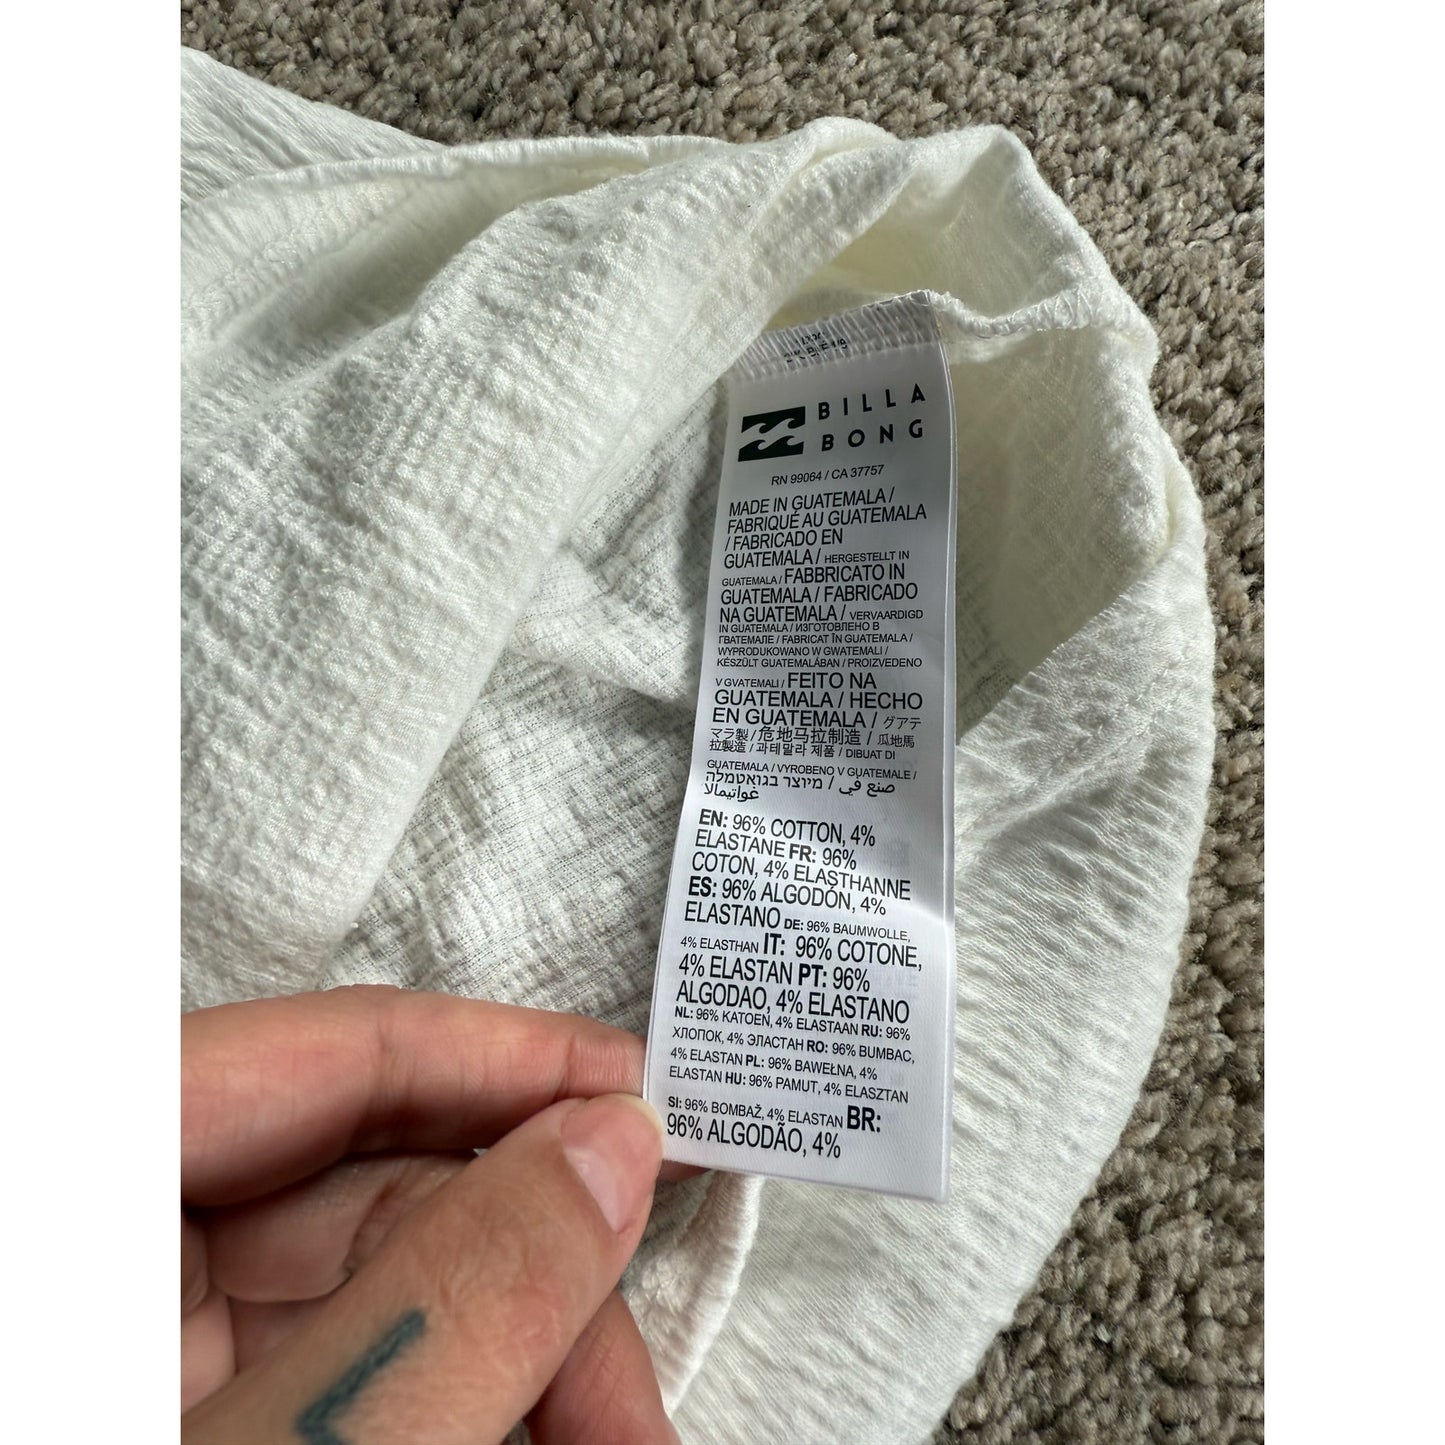 BILLA
BONG
RN 99064 / CA 37757
MADE IN GUATEMALA /
FABRIQUÉ AU GUATEMALA
/ FABRICADO EN
GUATEMALA / HERGESTELLT IN
GUATEMALA / FABBRICATO IN
GUATEMALA / FABRICADO
NA GUATEMALA / VERVAARDIGD
IN GUATEMALA / ИЗГОТОВЛЕНО В
ГВАТЕМАЛЕ / FABRICAT ÎN GUATEMALA /
WYPRODUKOWANO W GWATEMALI /
KÉSZÜLT GUATEMALÁBAN / PROIZVEDENO
V GVATEMALI / FEITO NA
GUATEMALA / HECHO
EN GUATEMALA / グアテ
マラ製 / 危地马拉制造 / 瓜地馬
拉製造 / 과테말라 제품 / DIBUAT DI
GUATEMALA / VYROBENO V GUATEMALE /
صنع في / מיוצר בגואטמלה
غواتيمالا
EN: 96% COTTON, 4%
ELASTANE FR: 96%
COTON, 4% ELASTHANNE
ES: 96% ALGODÓN, 4%
ELASTANO DE: 96% BAUMWOLLE,
4% ELASTHAN IT: 96% COTONE,
4% ELASTAN PT: 96%
ALGODAO, 4% ELASTANO
NL: 96% KATOEN, 4% ELASTAAN RU: 96%
ХЛОПОК, 4% ЭЛАСТАН RO: 96% BUMBAC,
4% ELASTAN PL: 96% BAWEŁNA, 4%
ELASTAN HU: 96% PAMUT, 4% ELASZTAN
SI: 96% BOMBAŽ, 4% ELASTAN BR:
96% ALGODÃO, 4%